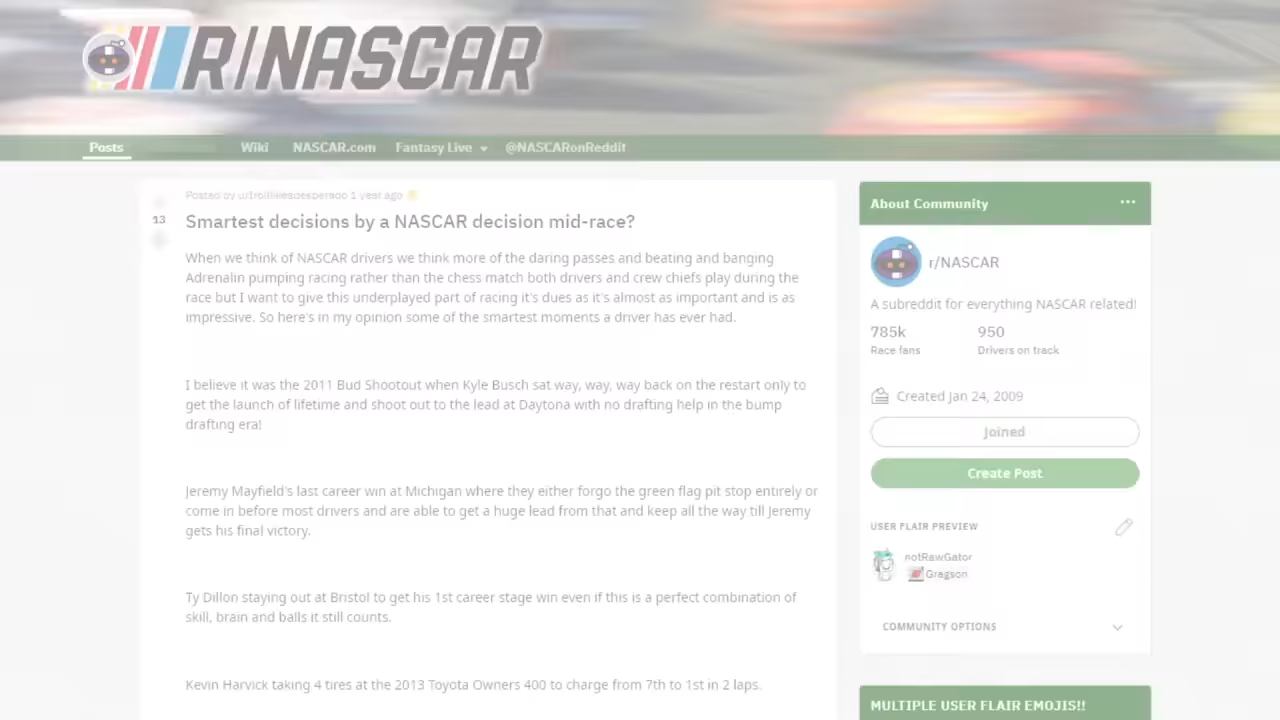 R/NASCAR
Posts
Wiki NASCAR.com Fantasy Live @NASCARonReddit
Posted by 1 year ago
13
Smartest decisions by a NASCAR decision mid-race?
When we think of NASCAR drivers we think more of the daring passes and beating and banging
Adrenalin pumping racing rather than the chess match both drivers and crew chiefs play during the
race but I want to give this underplayed part of racing it's dues as it's almost as important and is as
impressive. So here's in my opinion some of the smartest moments a driver has ever had.
I believe it was the 2011 Bud Shootout when Kyle Busch sat way, way, way back on the restart only to
get the launch of lifetime and shoot out to the lead at Daytona with no drafting help in the bump
drafting era!
Jeremy Mayfield's last career win at Michigan where they either forgo the green flag pit stop entirely or
come in before most drivers and are able to get a huge lead from that and keep all the way till Jeremy
gets his final victory.
Ty Dillon staying out at Bristol to get his 1st career stage win even if this is a perfect combination of
skill, brain and balls it still counts.
Kevin Harvick taking 4 tires at the 2013 Toyota Owners 400 to charge from 7th to 1st in 2 laps.
About Community
r/NASCAR
A subreddit for everything NASCAR related!
785k 950
Race fans Drivers on track
Created Jan 24, 2009
Joined
Create Post
USER FLAIR PREVIEW
notRawGator
Gragson
COMMUNITY OPTIONS
MULTIPLE USER FLAIR EMOJIS!!